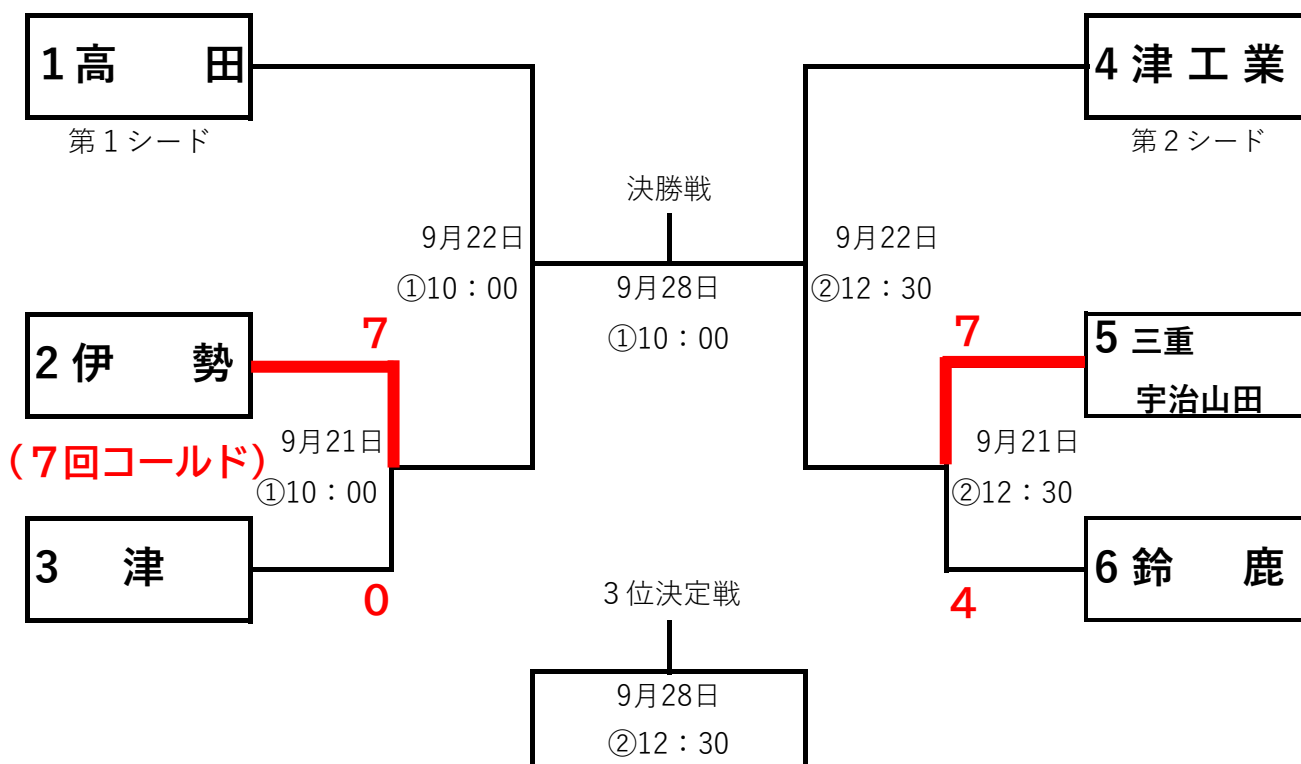 1 高 田
第１シード
4 津 工 業
第２シード
決勝戦
9月22日
①10：00
9月28日
①10：00
9月22日
②12：30
2 伊 勢
7
(７回コールド)
9月21日
①10：00
3 津
0
7
5 三重
宇治山田
9月21日
②12：30
6 鈴 鹿
4
３位決定戦
9月28日
②12：30